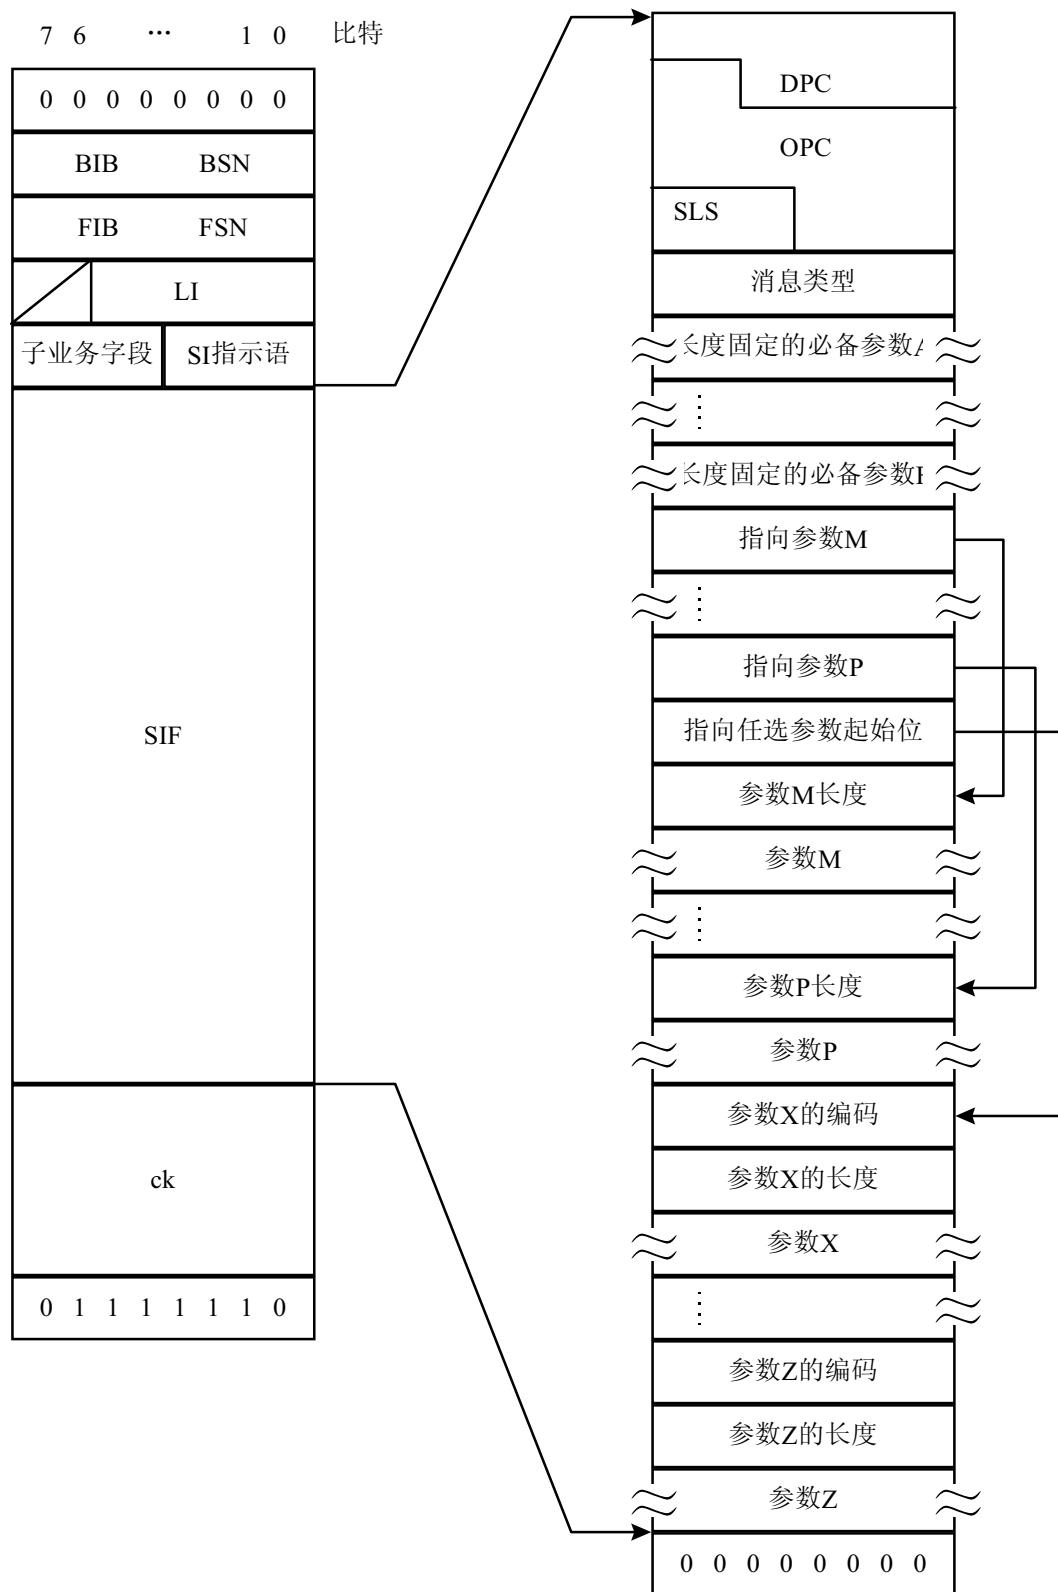 7 6 ... 1 0 比特
0 0 0 0 0 0 0 0
BIB BSN
FIB FSN
LI
子业务字段 SI指示语
SIF
ck
0 1 1 1 1 1 1 0
DPC
OPC
SLS
消息类型
长度固定的必备参数A
⋮
长度固定的必备参数
指向参数M
⋮
指向参数P
指向任选参数起始位
参数M长度
参数M
⋮
参数P长度
参数P
参数X的编码
参数X的长度
参数X
⋮
参数Z的编码
参数Z的长度
参数Z
0 0 0 0 0 0 0 0